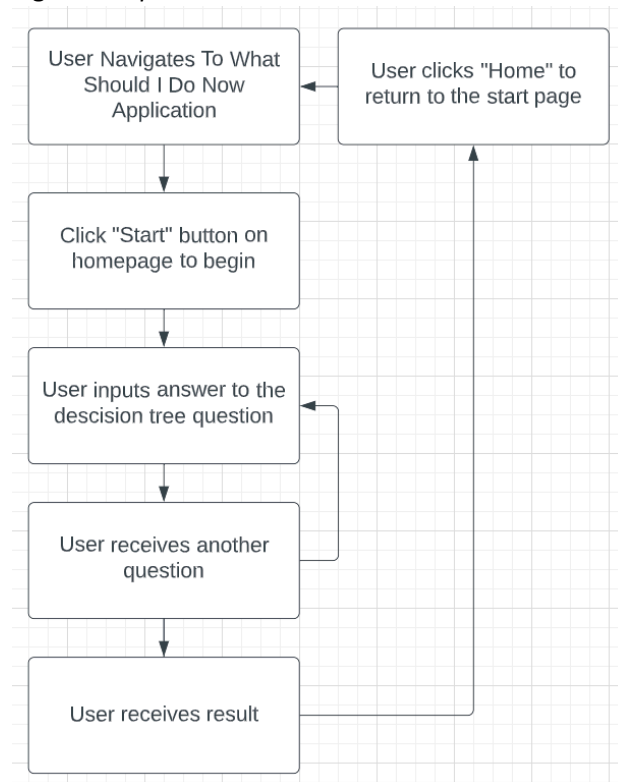 User Navigates To What
Should I Do Now
Application
User clicks "Home" to
return to the start page
Click "Start" button on
homepage to begin
User inputs answer to the
descision tree question
User receives another
question
User receives result